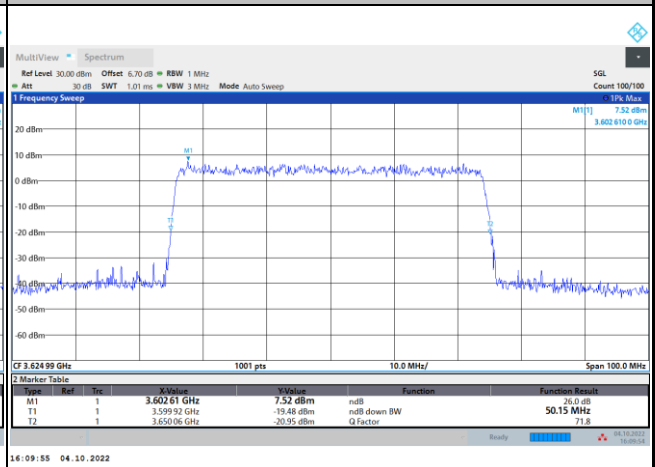 MultiView Spectrum
Ref Level 30.00 dBm Offset 6.70 dB RBW 1 MHz SGL
Att 30 dB SWT 1.01 ms VBW 3 MHz Mode Auto Sweep Count 100/100
1 Frequency Sweep 1Pk Max
M1[1] 7.52 dBm
3.602 610 0 GHz
20 dBm
M1
10 dBm
0 dBm
-10 dBm
T1 T2
-20 dBm
-30 dBm
-40 dBm
-50 dBm
-60 dBm
CF 3.624 99 GHz 1001 pts 10.0 MHz/ Span 100.0 MHz
2 Marker Table
Type Ref Trc X-Value Y-Value Function Function Result
M1 1 3.602 61 GHz 7.52 dBm ndB 26.0 dB
T1 1 3.599 92 GHz -19.48 dBm ndB down BW 50.15 MHz
T2 1 3.650 06 GHz -20.95 dBm Q Factor 71.8
Ready 04.10.2022
16:09:54
16:09:55 04.10.2022